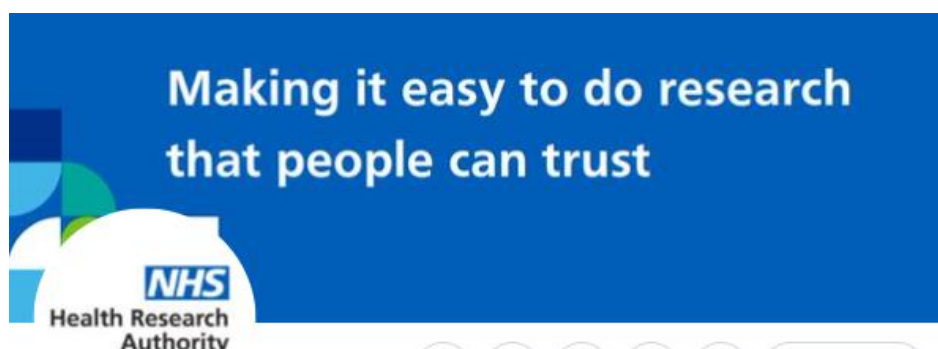 Making it easy to do research
that people can trust
NHS
Health Research
Authority